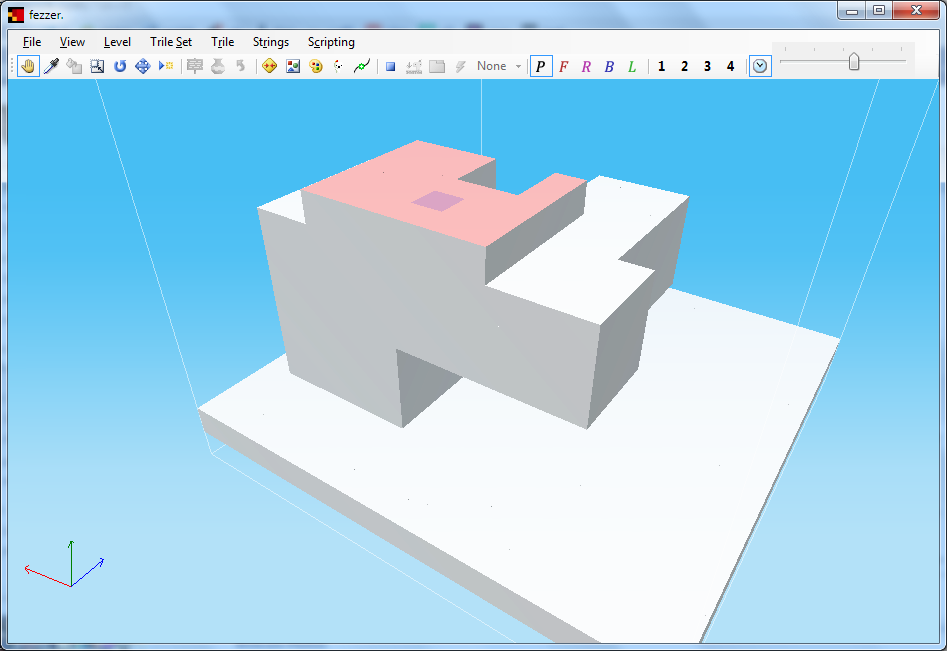 fezzer.
File View Level Trile Set Trile Strings Scripting
None P F R B L 1 2 3 4